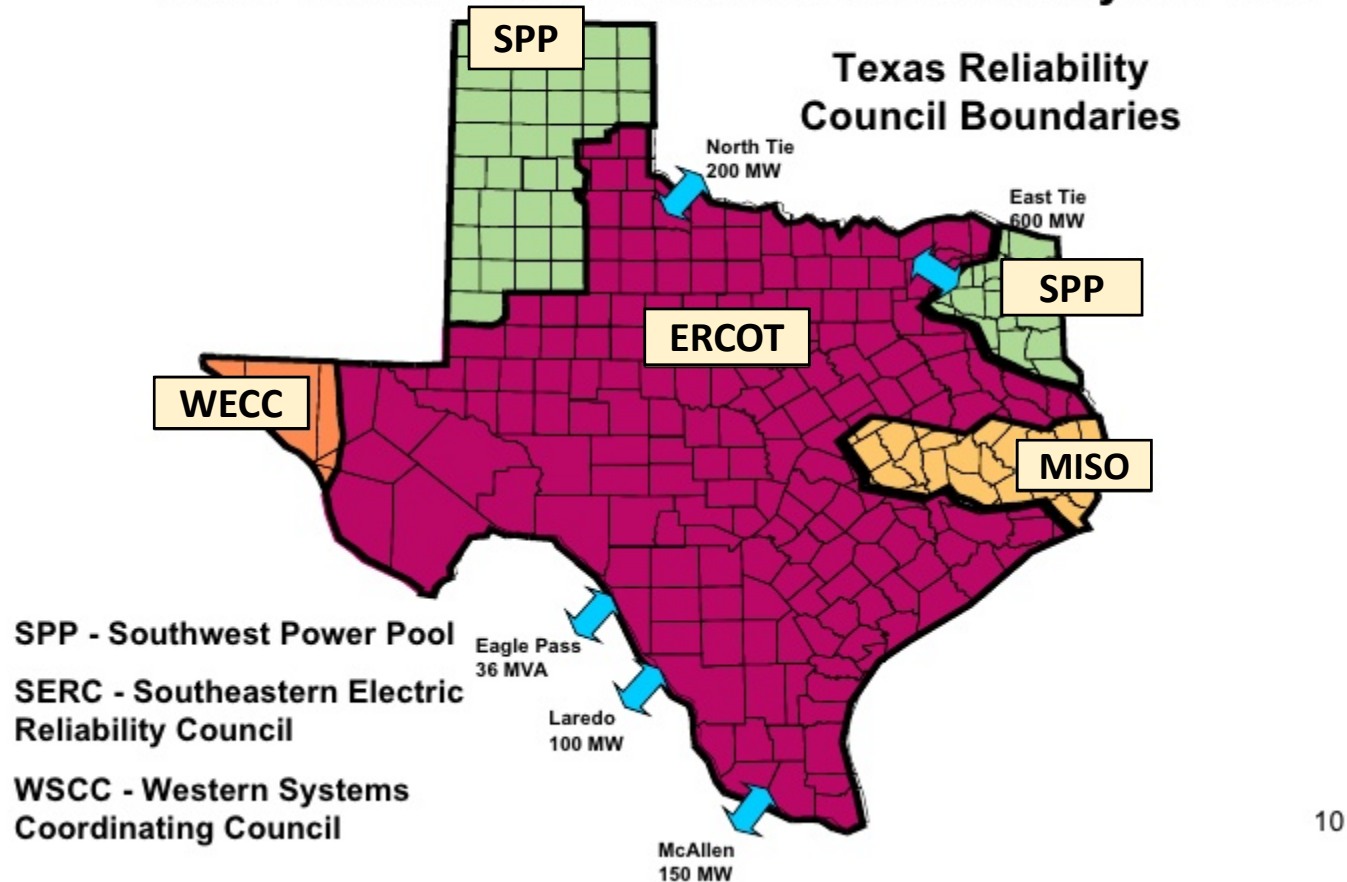 SPP
Texas Reliability
Council Boundaries
North Tie
200 MW
East Tie
600 MW
SPP
ERCOT
WECC
MISO
SPP - Southwest Power Pool
SERC - Southeastern Electric
Reliability Council
WSCC - Western Systems
Coordinating Council
Eagle Pass
36 MVA
Laredo
100 MW
McAllen
150 MW
10